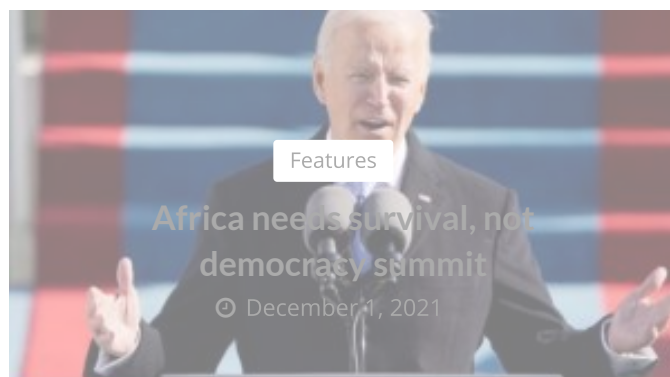 Features
Africa needs survival, not
democracy summit
December 1, 2021